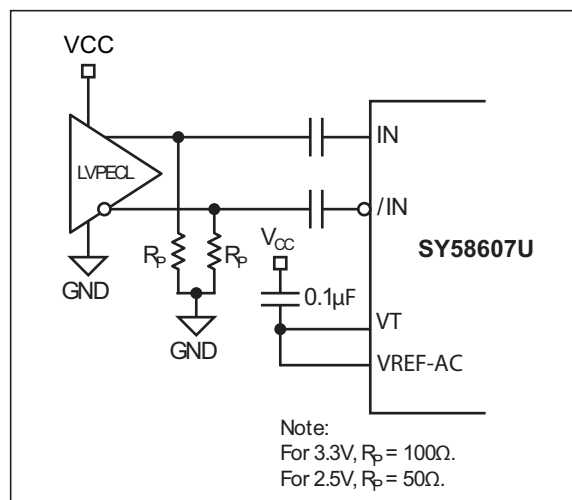 VCC
LVPECL
IN
/IN
SY58607U
RP
RP
VCC
0.1µF
GND
GND
VT
VREF-AC
Note:
For 3.3V, RP = 100Ω.
For 2.5V, RP = 50Ω.